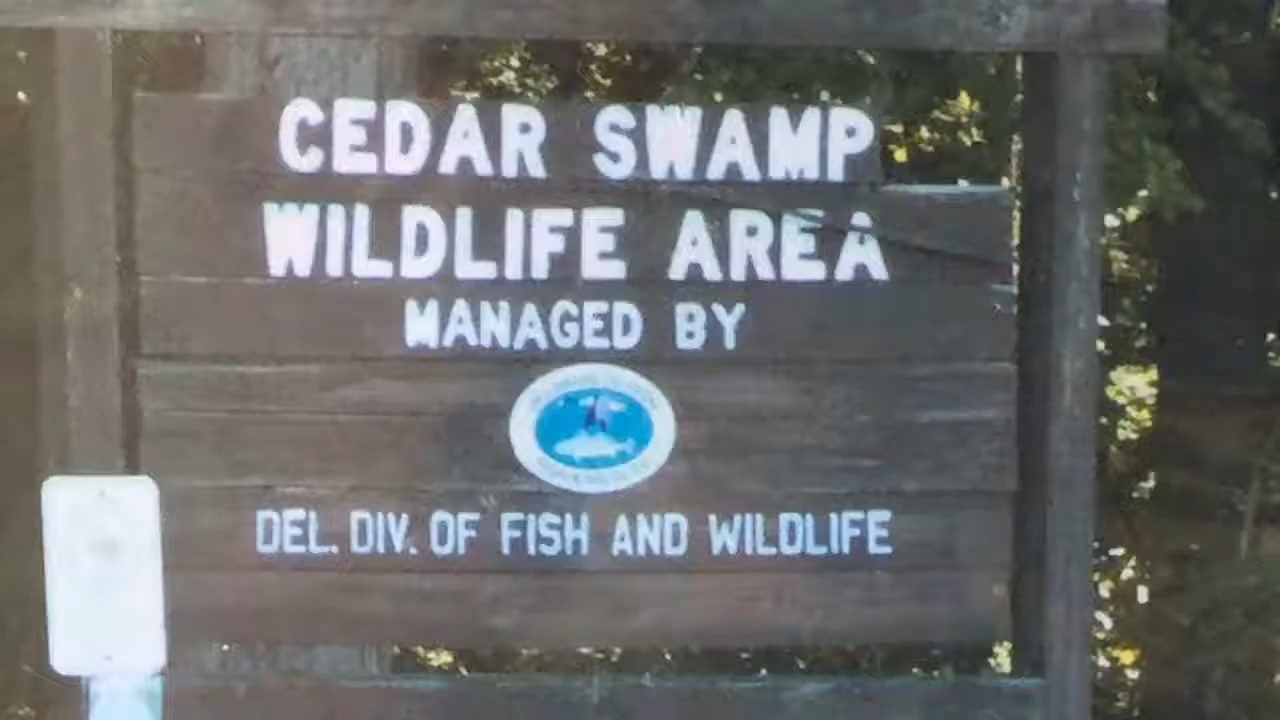 CEDAR SWAMP
WILDLIFE AREA
MANAGED BY
DEL. DIV. OF FISH AND WILDLIFE